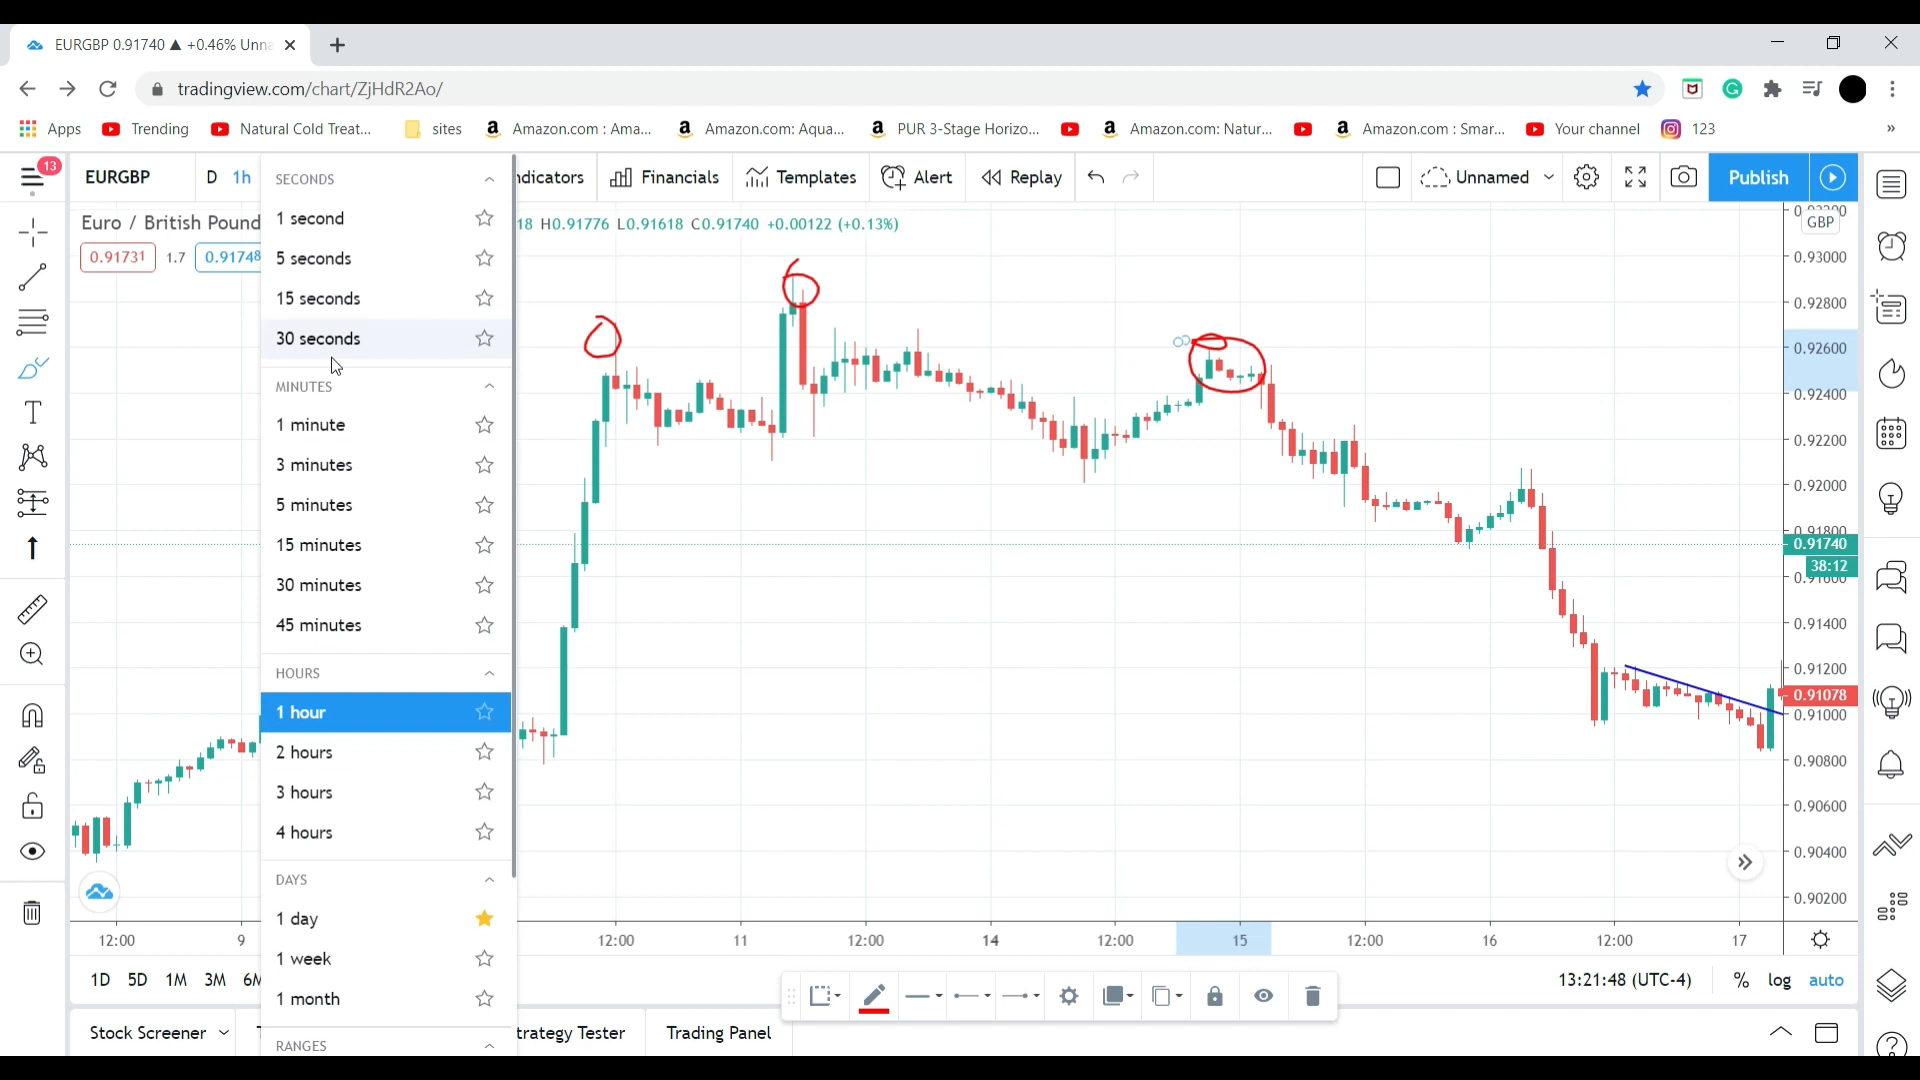 EURGBP 0.91740 ▲ +0.46% Unna
tradingview.com/chart/ZjHdR2Ao/
Apps Trending Natural Cold Treat... sites Amazon.com : Ama... Amazon.com: Aqua... PUR 3-Stage Horizo... Amazon.com: Natur... Amazon.com : Smar... Your channel 123 »
13
EURGBP D 1h ndicators Financials Templates Alert Replay Unnamed Publish
Euro / British Pound 18 H0.91776 L0.91618 C0.91740 +0.00122 (+0.13%)
0.91731 1.7 0.91748
SECONDS
1 second
5 seconds
15 seconds
30 seconds
MINUTES
1 minute
3 minutes
5 minutes
15 minutes
30 minutes
45 minutes
HOURS
1 hour
2 hours
3 hours
4 hours
DAYS
1 day
1 week
1 month
RANGES
GBP
0.93000
0.92800
0.92600
0.92400
0.92200
0.92000
0.91800
0.91740
38:12
0.91600
0.91400
0.91200
0.91078
0.91000
0.90800
0.90600
0.90400
0.90200
12:00 9 12:00 11 12:00 14 12:00 15 12:00 16 12:00 17
1D 5D 1M 3M 6M 13:21:48 (UTC-4) % log auto
Stock Screener trategy Tester Trading Panel